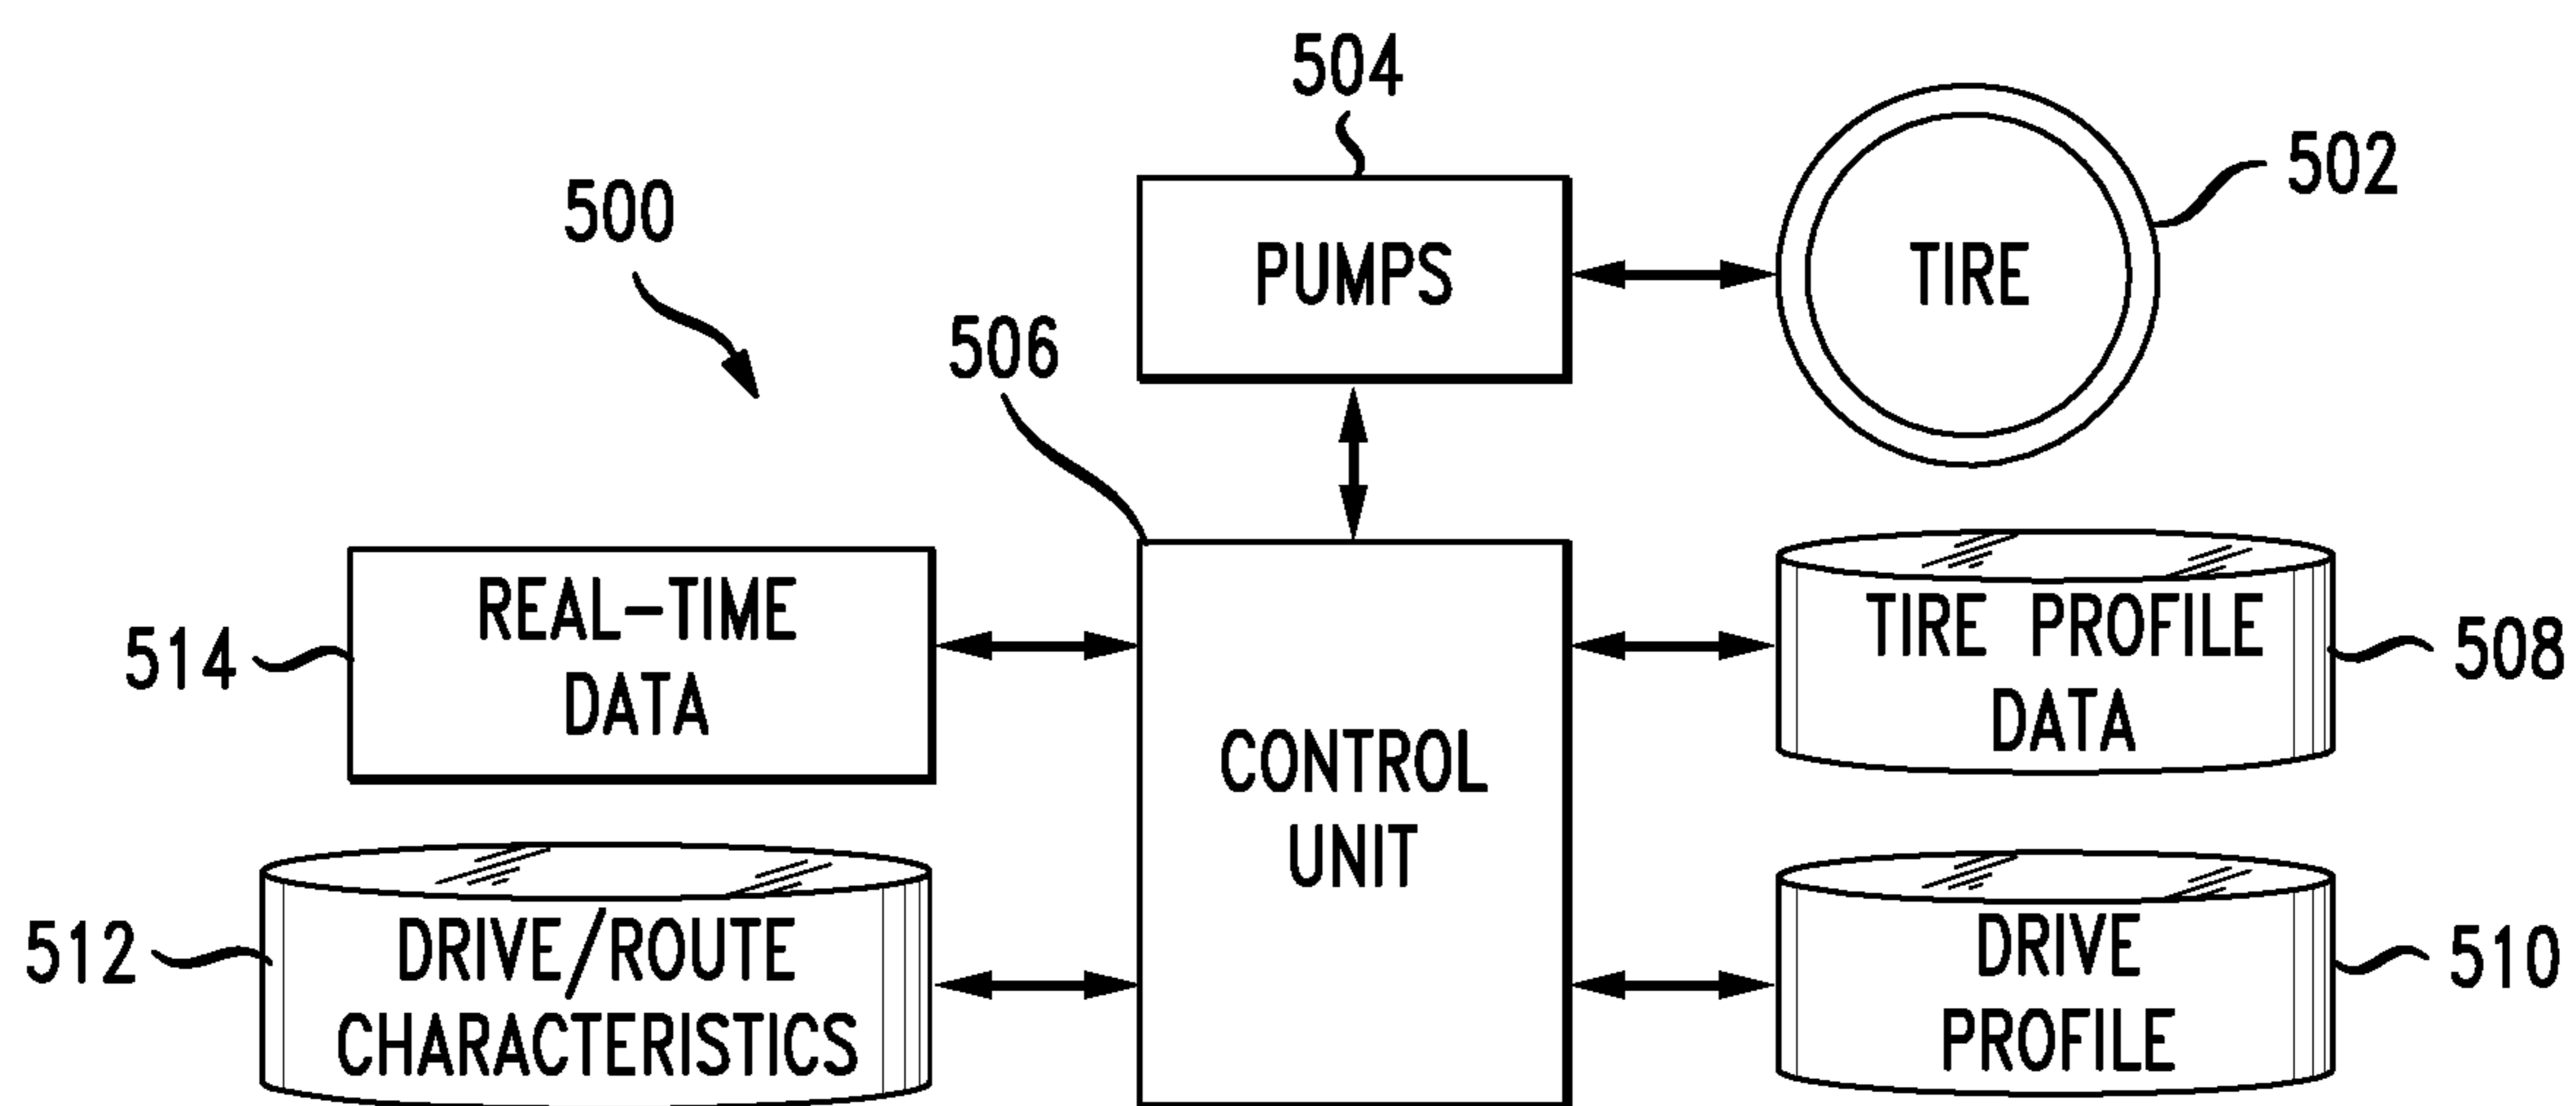 504
502
500
PUMPS
TIRE
506
REAL-TIME
DATA
514
TIRE PROFILE
DATA
508
CONTROL
UNIT
512
DRIVE/ROUTE
CHARACTERISTICS
DRIVE
PROFILE
510